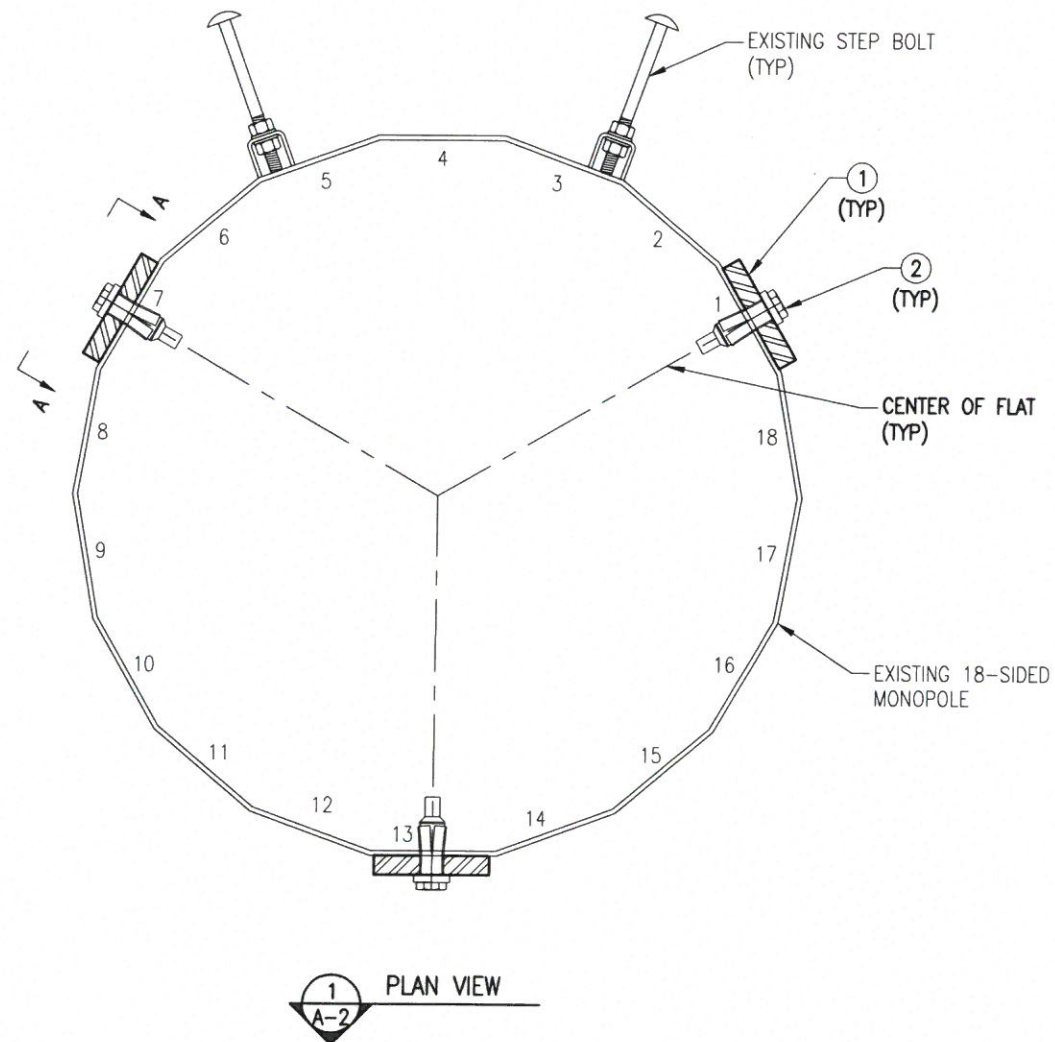 EXISTING STEP BOLT
(TYP)
4
5
3
1
(TYP)
A
6
2
2
(TYP)
7
1
A
CENTER OF FLAT
(TYP)
8
18
9
17
10
16
EXISTING 18-SIDED
MONOPOLE
11
15
12
13
14
1
A-2
PLAN VIEW